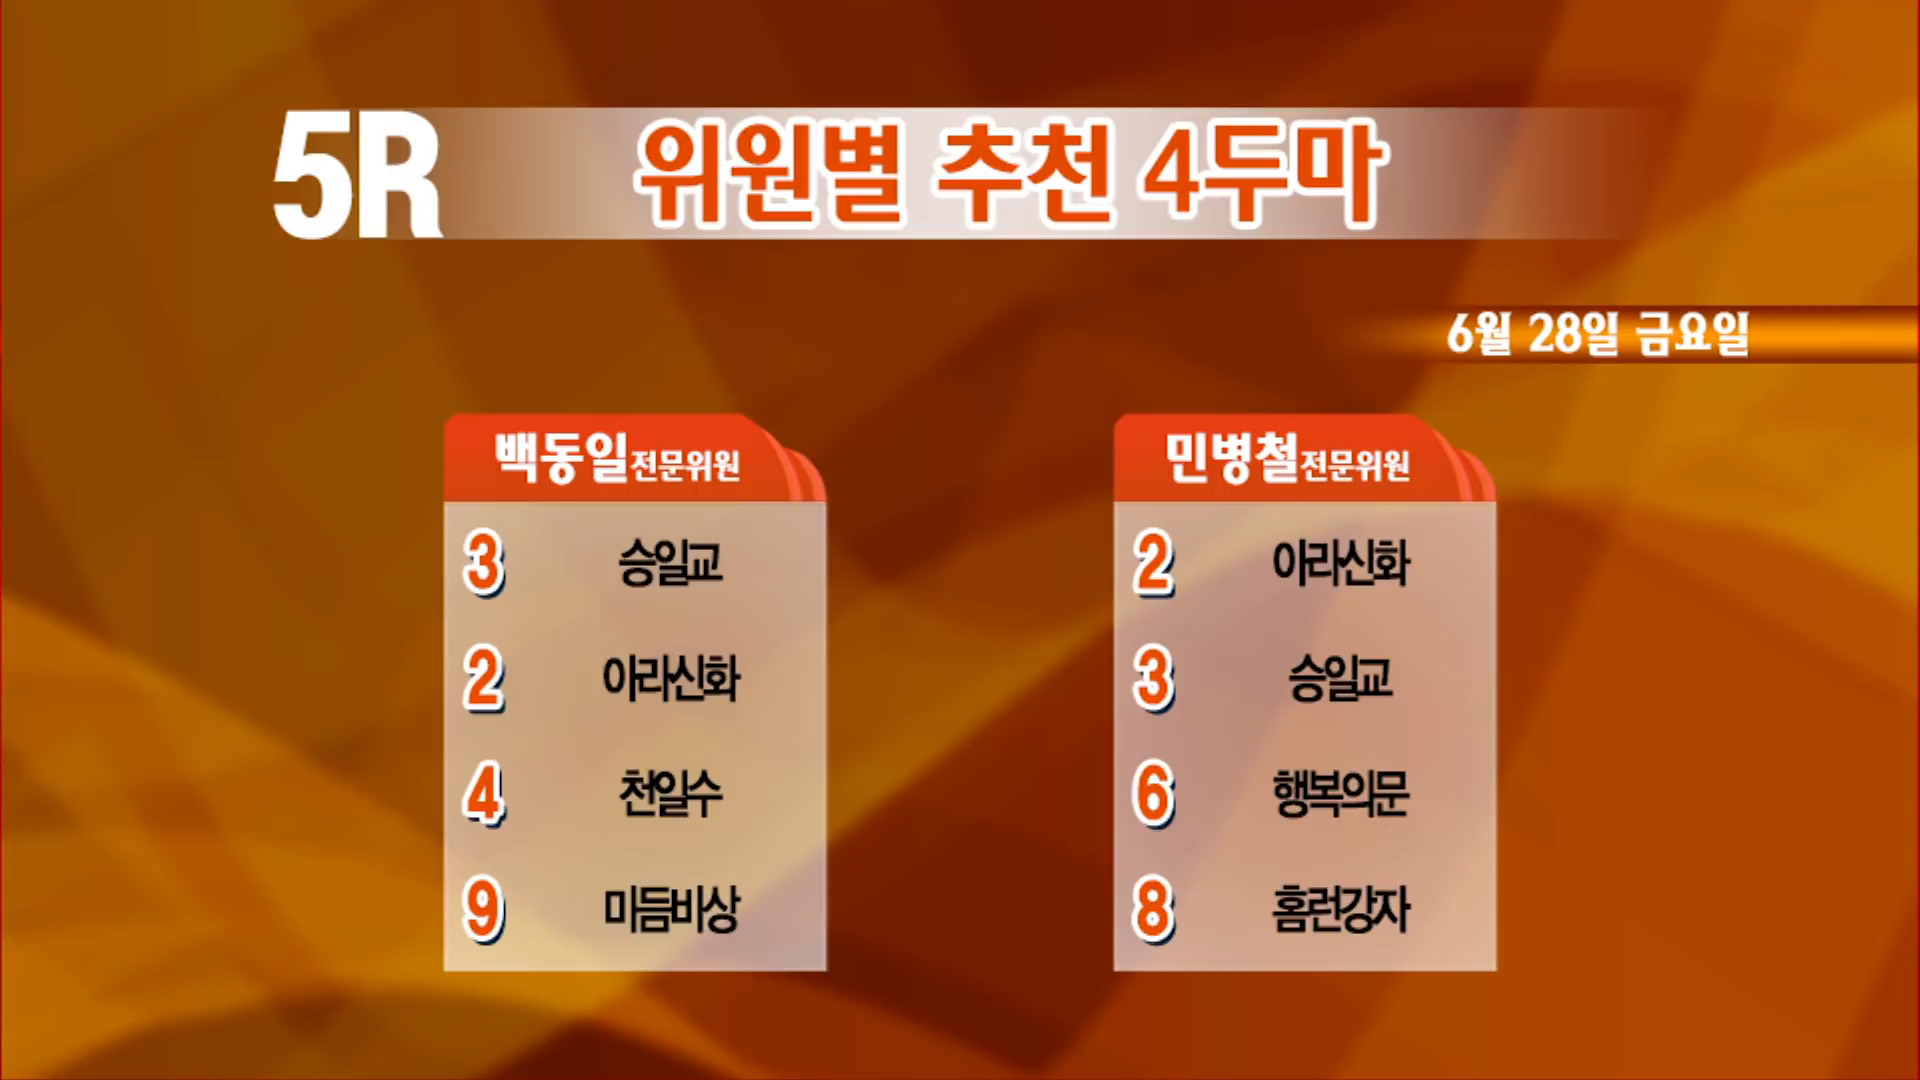 5R 위원별 추천 4두마
6월 28일 금요일
백동일전문위원
3 승일교
2 아라신화
4 천일수
9 미듬비상
민병철전문위원
2 아라신화
3 승일교
6 행복의문
8 홈런강자